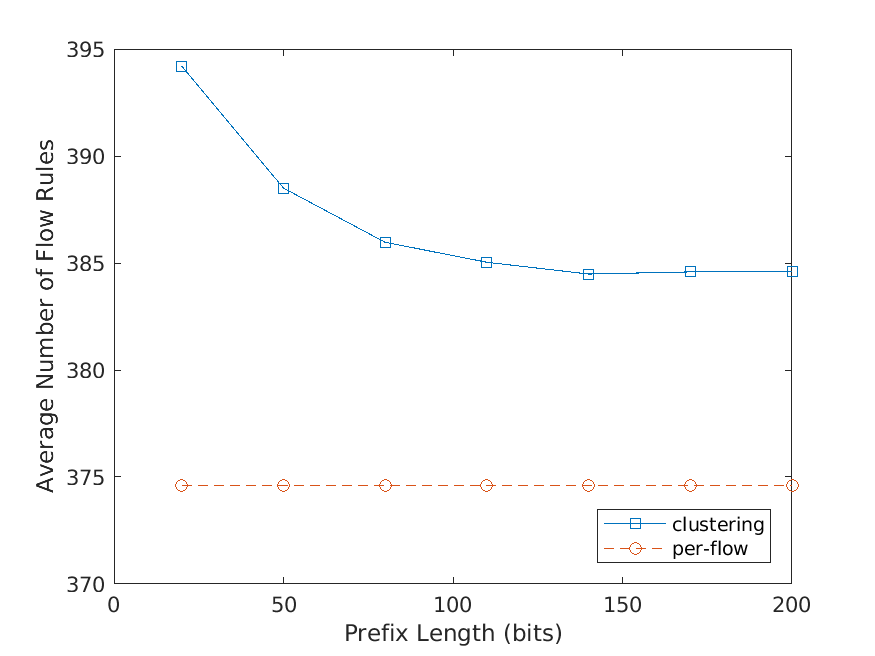 395
390
385
380
375
370
0
50
100
150
200
Average Number of Flow Rules
Prefix Length (bits)
clustering
per-flow